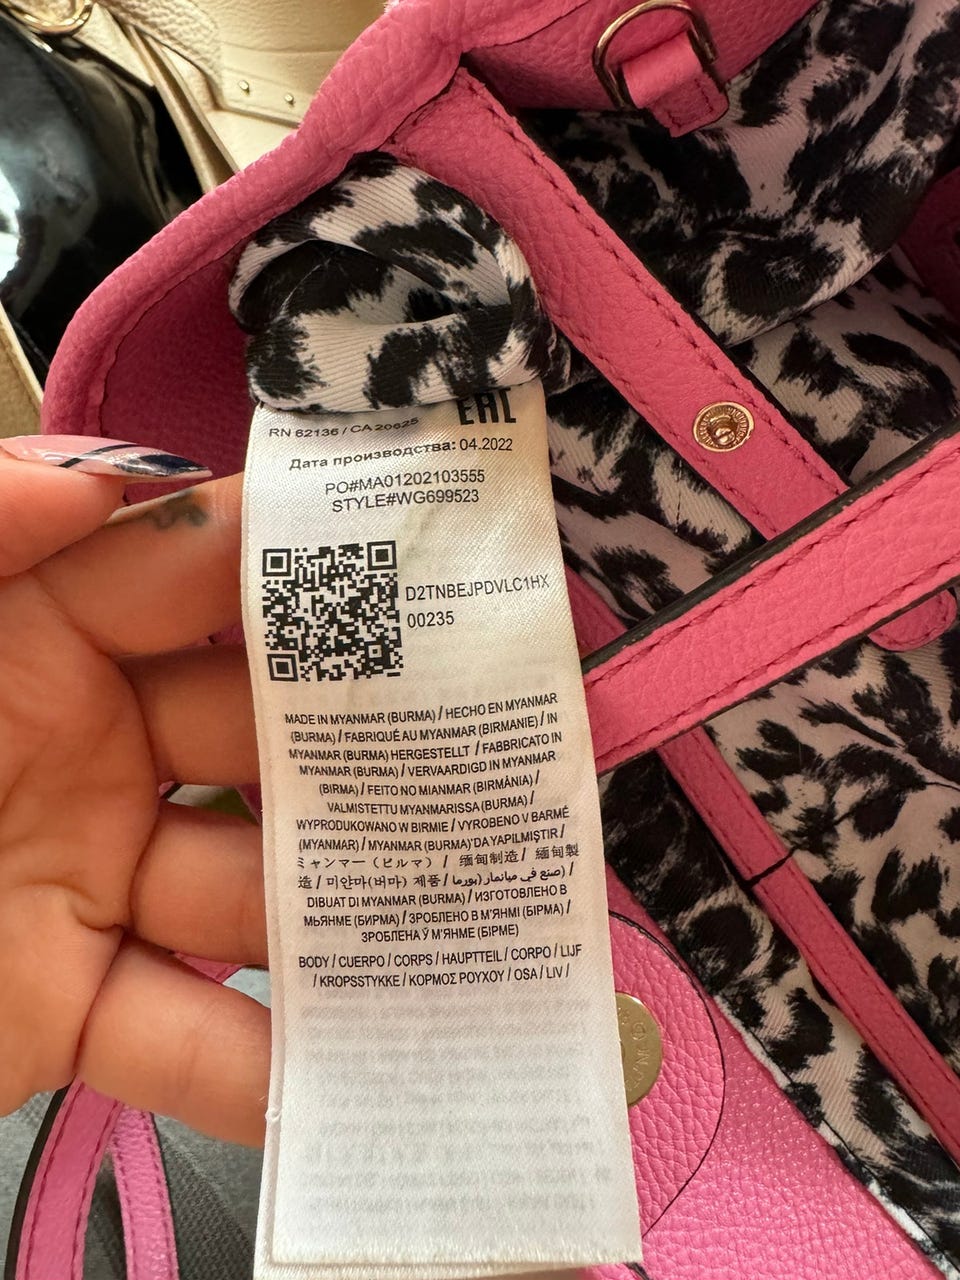 EAC
RN 62136 / CA 20625
Дата производства: 04.2022
PO#MA01202103555
STYLE#WG699523
D2TNBEJPDVLC1HX
00235
MADE IN MYANMAR (BURMA) / HECHO EN MYANMAR
(BURMA) / FABRIQUÉ AU MYANMAR (BIRMANIE) / IN
MYANMAR (BURMA) HERGESTELLT / FABBRICATO IN
MYANMAR (BURMA) / VERVAARDIGD IN MYANMAR
(BIRMA) / FEITO NO MIANMAR (BIRMÂNIA) /
VALMISTETTU MYANMARISSA (BURMA) /
WYPRODUKOWANO W BIRMIE / VYROBENO V BARMĚ
(MYANMAR) / MYANMAR (BURMA)'DA YAPILMIŞTIR /
ミャンマー (ビルマ) / 缅甸制造 / 緬甸製
造 / 미얀마(버마) 제품 / صنع في ميانمار (بورما) /
DIBUAT DI MYANMAR (BURMA) / ИЗГОТОВЛЕНО В
МЬЯНМЕ (БИРМА) / ЗРОБЛЕНО В М'ЯНМІ (БІРМА) /
ЗРОБЛЕНА Ў М'ЯНМЕ (БІРМЕ)
BODY / CUERPO / CORPS / HAUPTTEIL / CORPO / LIJF
/ KROPSSTYKKE / ΚΟΡΜΟΣ ΡΟΥΧΟΥ / OSA / LIV /